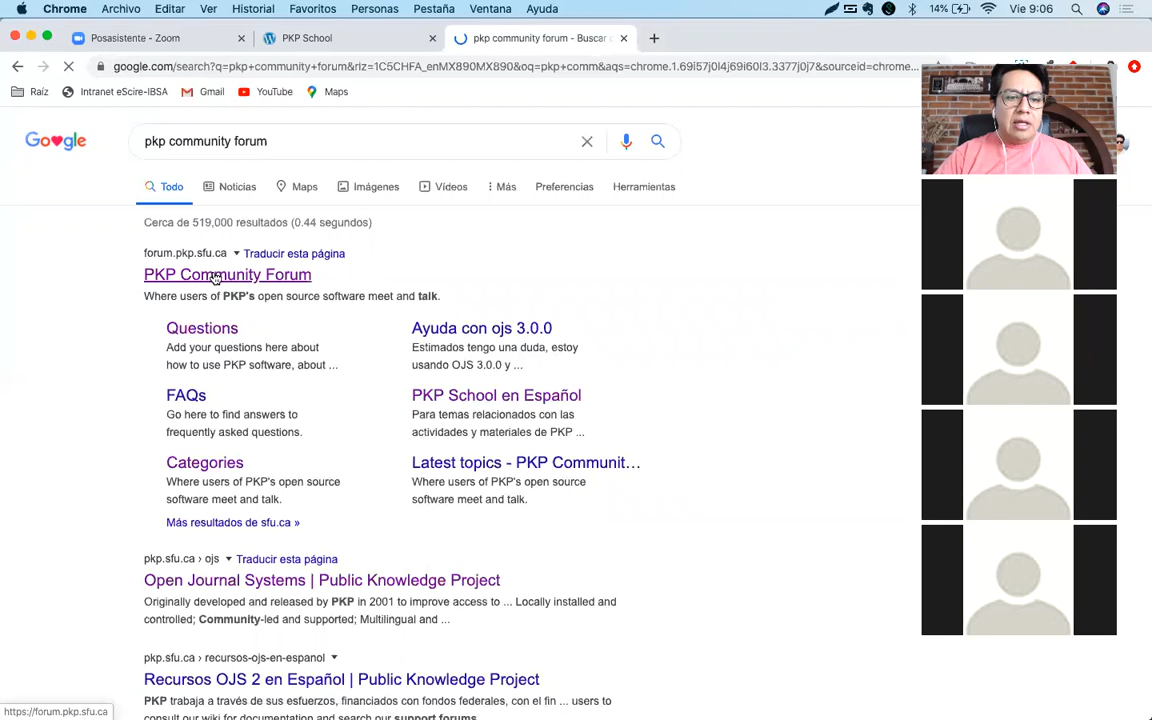 Chrome Archivo Editar Ver Historial Favoritos Personas Pestaña Ventana Ayuda 14% Vie 9:06
Posasistente - Zoom PKP School pkp community forum - Buscar c
google.com/search?q=pkp+community+forum&rlz=1C5CHFA_enMX890MX890&oq=pkp+comm&aqs=chrome.1.69i57j0l4j69i60l3.3377j0j7&sourceid=chrome...
Raíz Intranet eScire-IBSA Gmail YouTube Maps
Google pkp community forum
Todo Noticias Maps Imágenes Vídeos Más Preferencias Herramientas
Cerca de 519,000 resultados (0.44 segundos)
forum.pkp.sfu.ca Traducir esta página
PKP Community Forum
Where users of PKP's open source software meet and talk.
Questions
Add your questions here about
how to use PKP software, about ...
Ayuda con ojs 3.0.0
Estimados tengo una duda, estoy
usando OJS 3.0.0 y ...
FAQs
Go here to find answers to
frequently asked questions.
PKP School en Español
Para temas relacionados con las
actividades y materiales de PKP ...
Categories
Where users of PKP's open source
software meet and talk.
Latest topics - PKP Communit...
Where users of PKP's open source
software meet and talk.
Más resultados de sfu.ca »
pkp.sfu.ca › ojs Traducir esta página
Open Journal Systems | Public Knowledge Project
Originally developed and released by PKP in 2001 to improve access to ... Locally installed and
controlled; Community-led and supported; Multilingual and ...
pkp.sfu.ca › recursos-ojs-en-espanol
Recursos OJS 2 en Español | Public Knowledge Project
PKP trabaja a través de sus esfuerzos, financiados con fondos federales, con el fin ... users to
consult our wiki for documentation and search our support forums.
https://forum.pkp.sfu.ca